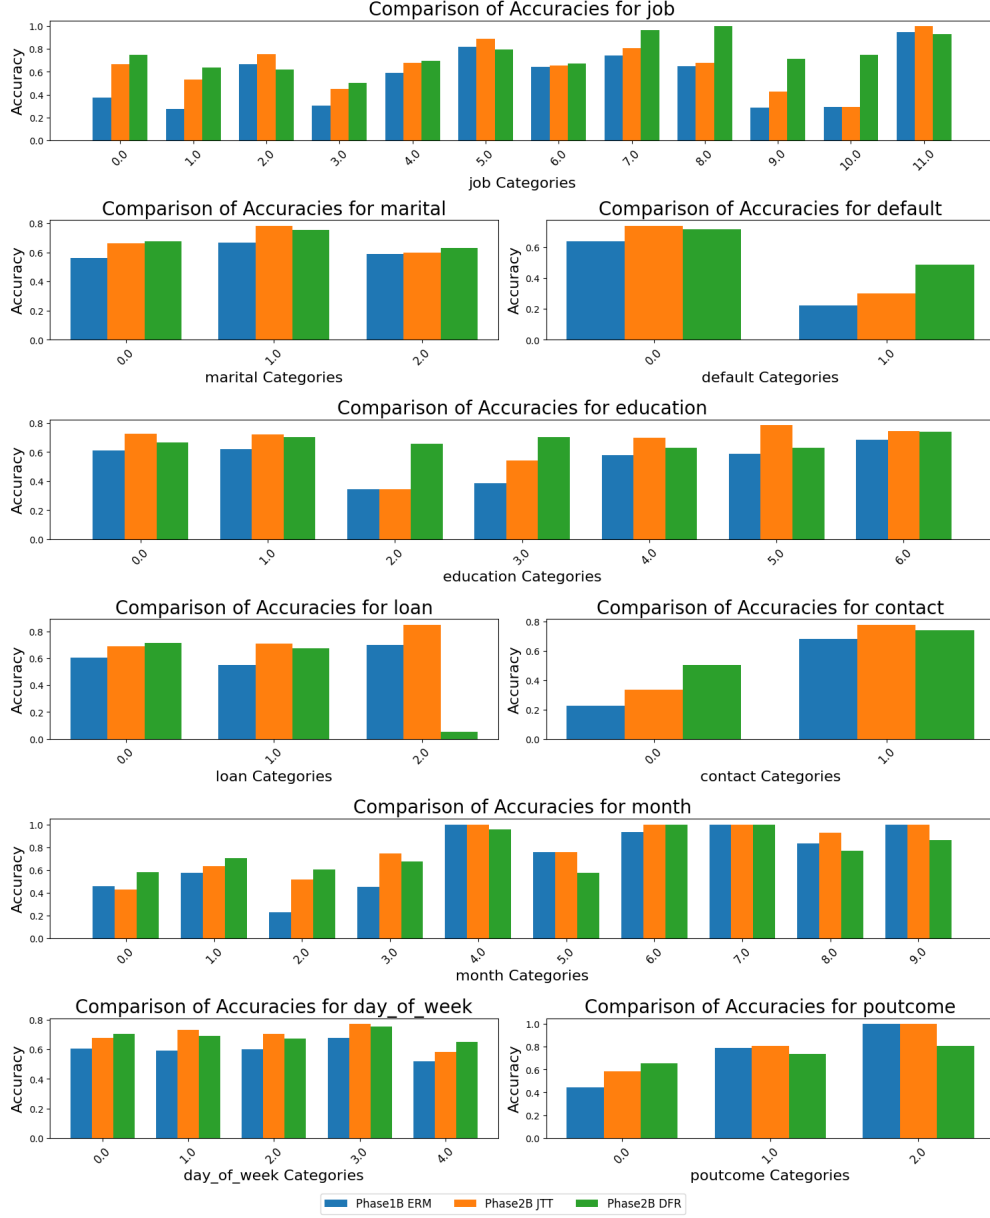 Comparison of Accuracies for job
Accuracy
1.0
0.8
0.6
0.4
0.2
0.0
0.0 1.0 2.0 3.0 4.0 5.0 6.0 7.0 8.0 9.0 10.0 11.0
job Categories
Comparison of Accuracies for marital
Accuracy
0.8
0.6
0.4
0.2
0.0
0.0 1.0 2.0
marital Categories
Comparison of Accuracies for default
Accuracy
0.6
0.4
0.2
0.0
0.0 1.0
default Categories
Comparison of Accuracies for education
Accuracy
0.8
0.6
0.4
0.2
0.0
0.0 1.0 2.0 3.0 4.0 5.0 6.0
education Categories
Comparison of Accuracies for loan
Accuracy
0.8
0.6
0.4
0.2
0.0
0.0 1.0 2.0
loan Categories
Comparison of Accuracies for contact
Accuracy
0.8
0.6
0.4
0.2
0.0
0.0 1.0
contact Categories
Comparison of Accuracies for month
Accuracy
1.0
0.8
0.6
0.4
0.2
0.0
0.0 1.0 2.0 3.0 4.0 5.0 6.0 7.0 8.0 9.0
month Categories
Comparison of Accuracies for day_of_week
Accuracy
0.8
0.6
0.4
0.2
0.0
0.0 1.0 2.0 3.0 4.0
day_of_week Categories
Comparison of Accuracies for poutcome
Accuracy
1.0
0.8
0.6
0.4
0.2
0.0
0.0 1.0 2.0
poutcome Categories
Phase1B ERM Phase2B JTT Phase2B DFR